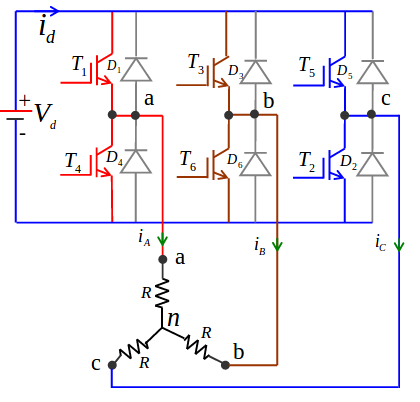 i_d
T_1 D_1 T_3 D_3 T_5 D_5
a b c
+
V_d
-
T_4 D_4 T_6 D_6 T_2 D_2
i_A i_B i_C
a
R
n
R
b
c R